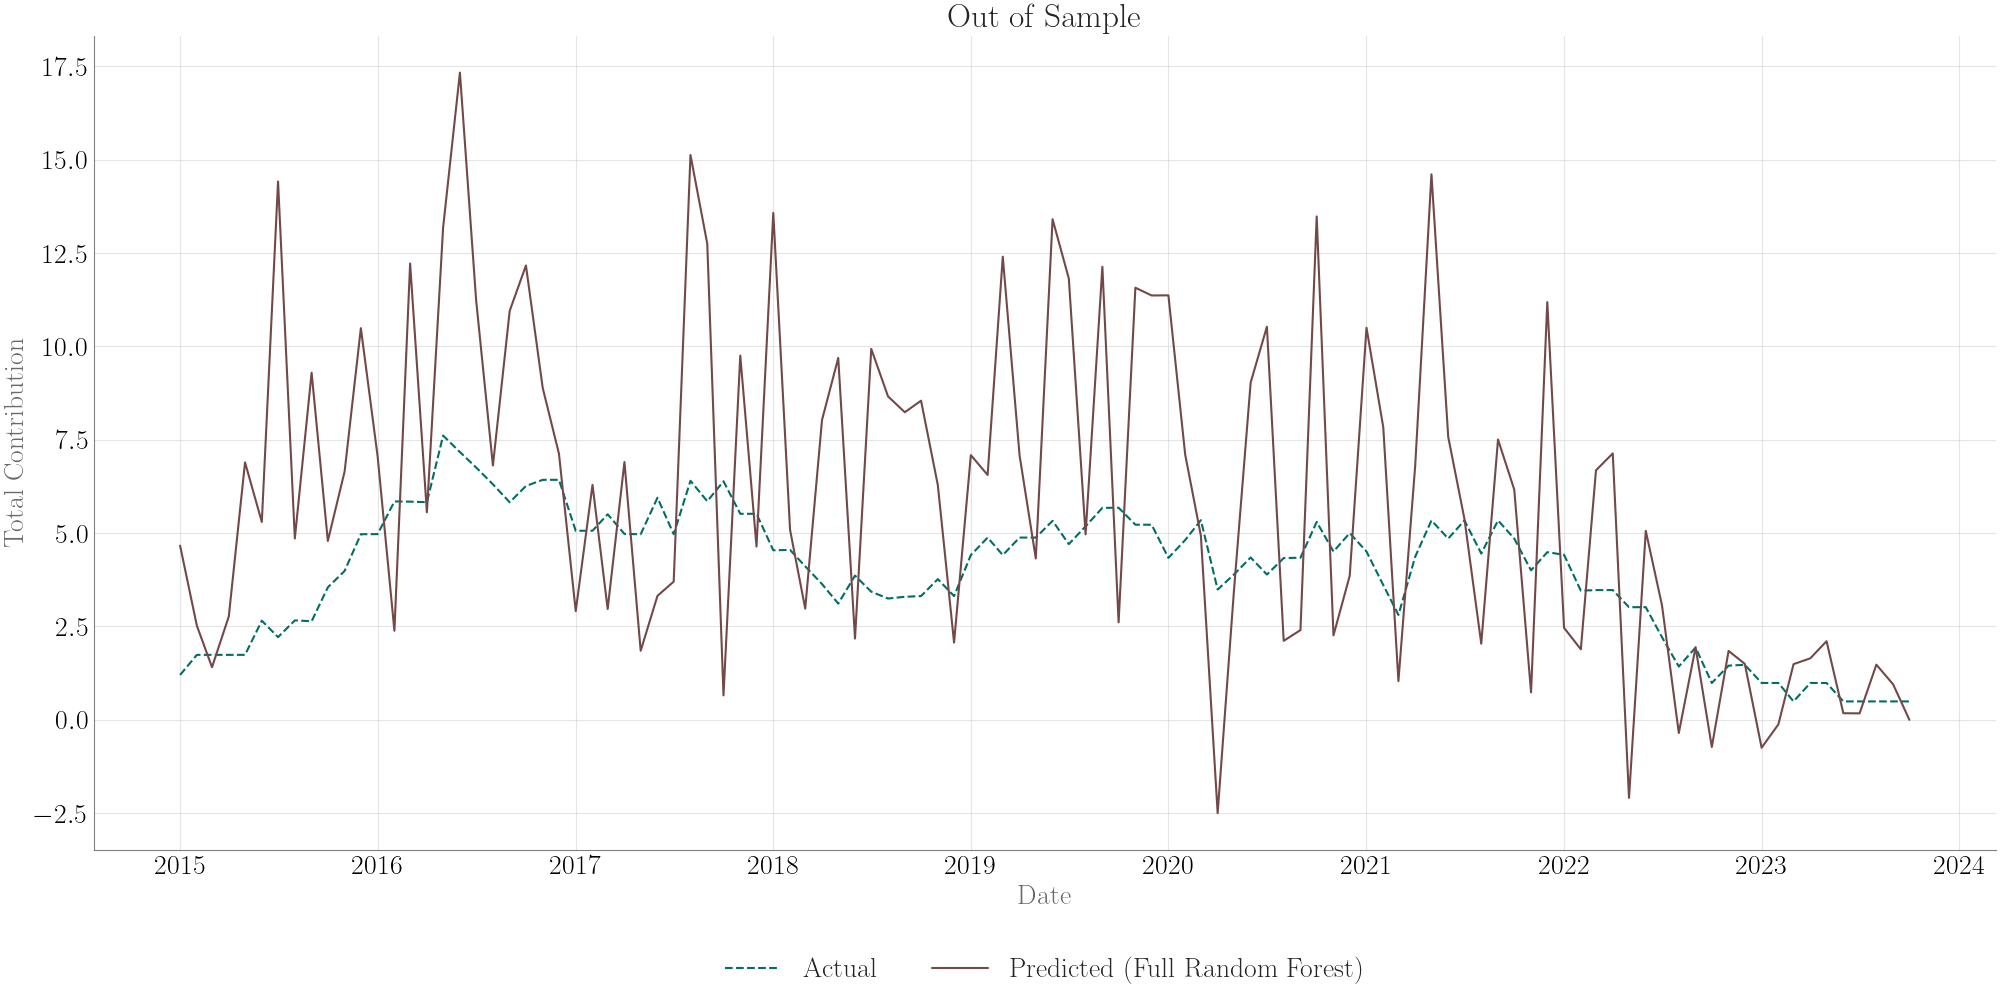 Out of Sample
Total Contribution
17.5
15.0
12.5
10.0
7.5
5.0
2.5
0.0
−2.5
2015 2016 2017 2018 2019 2020 2021 2022 2023 2024
Date
Actual Predicted (Full Random Forest)